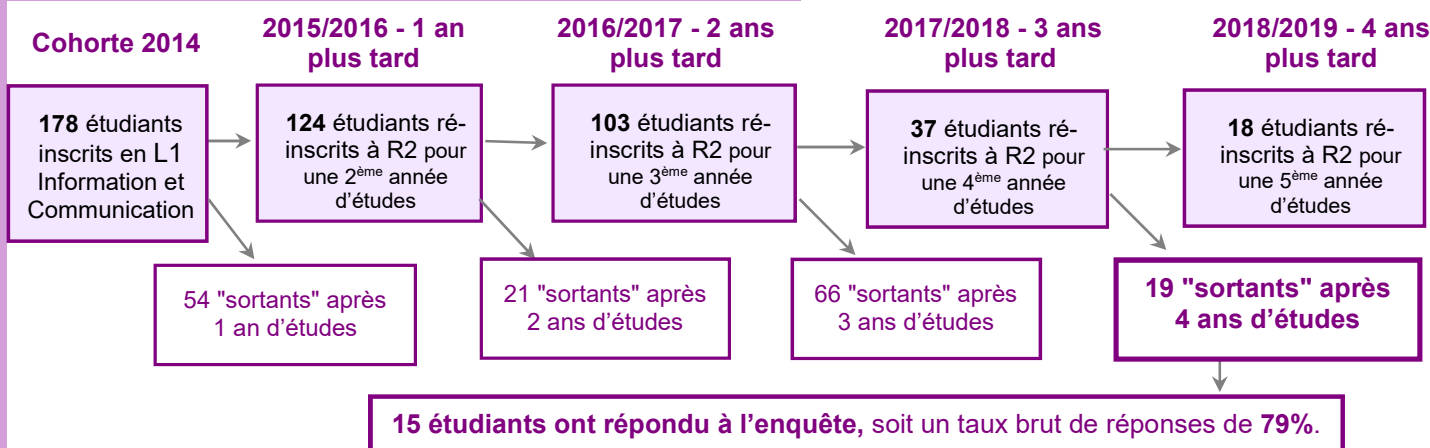 Cohorte 2014
2015/2016 - 1 an
plus tard
2016/2017 - 2 ans
plus tard
2017/2018 - 3 ans
plus tard
2018/2019 - 4 ans
plus tard
178 étudiants
inscrits en L1
Information et
Communication
124 étudiants ré-
inscrits à R2 pour
une 2ème année
d’études
103 étudiants ré-
inscrits à R2 pour
une 3ème année
d’études
37 étudiants ré-
inscrits à R2 pour
une 4ème année
d’études
18 étudiants ré-
inscrits à R2 pour
une 5ème année
d’études
54 "sortants" après
1 an d’études
21 "sortants" après
2 ans d’études
66 "sortants" après
3 ans d’études
19 "sortants" après
4 ans d’études
15 étudiants ont répondu à l’enquête, soit un taux brut de réponses de 79%.